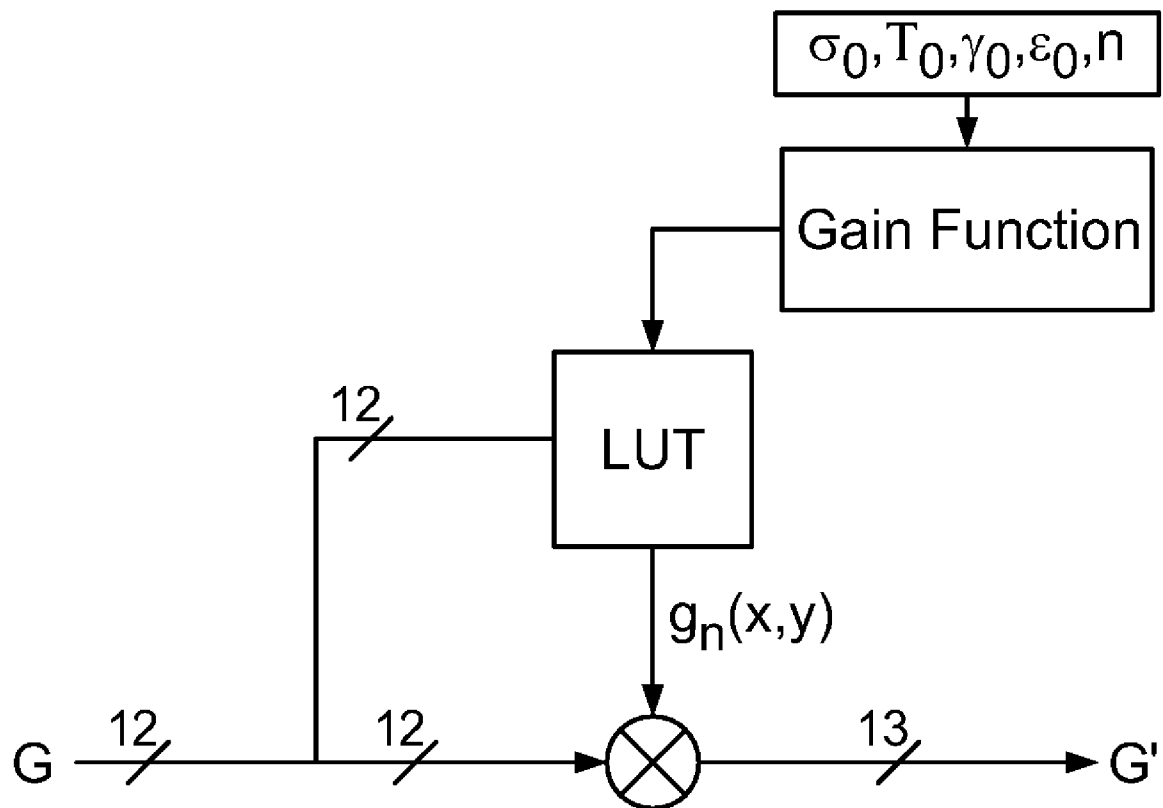 σ₀,T₀,γ₀,ε₀,n
Gain Function
12
LUT
gₙ(x,y)
G 12 12 13 G'